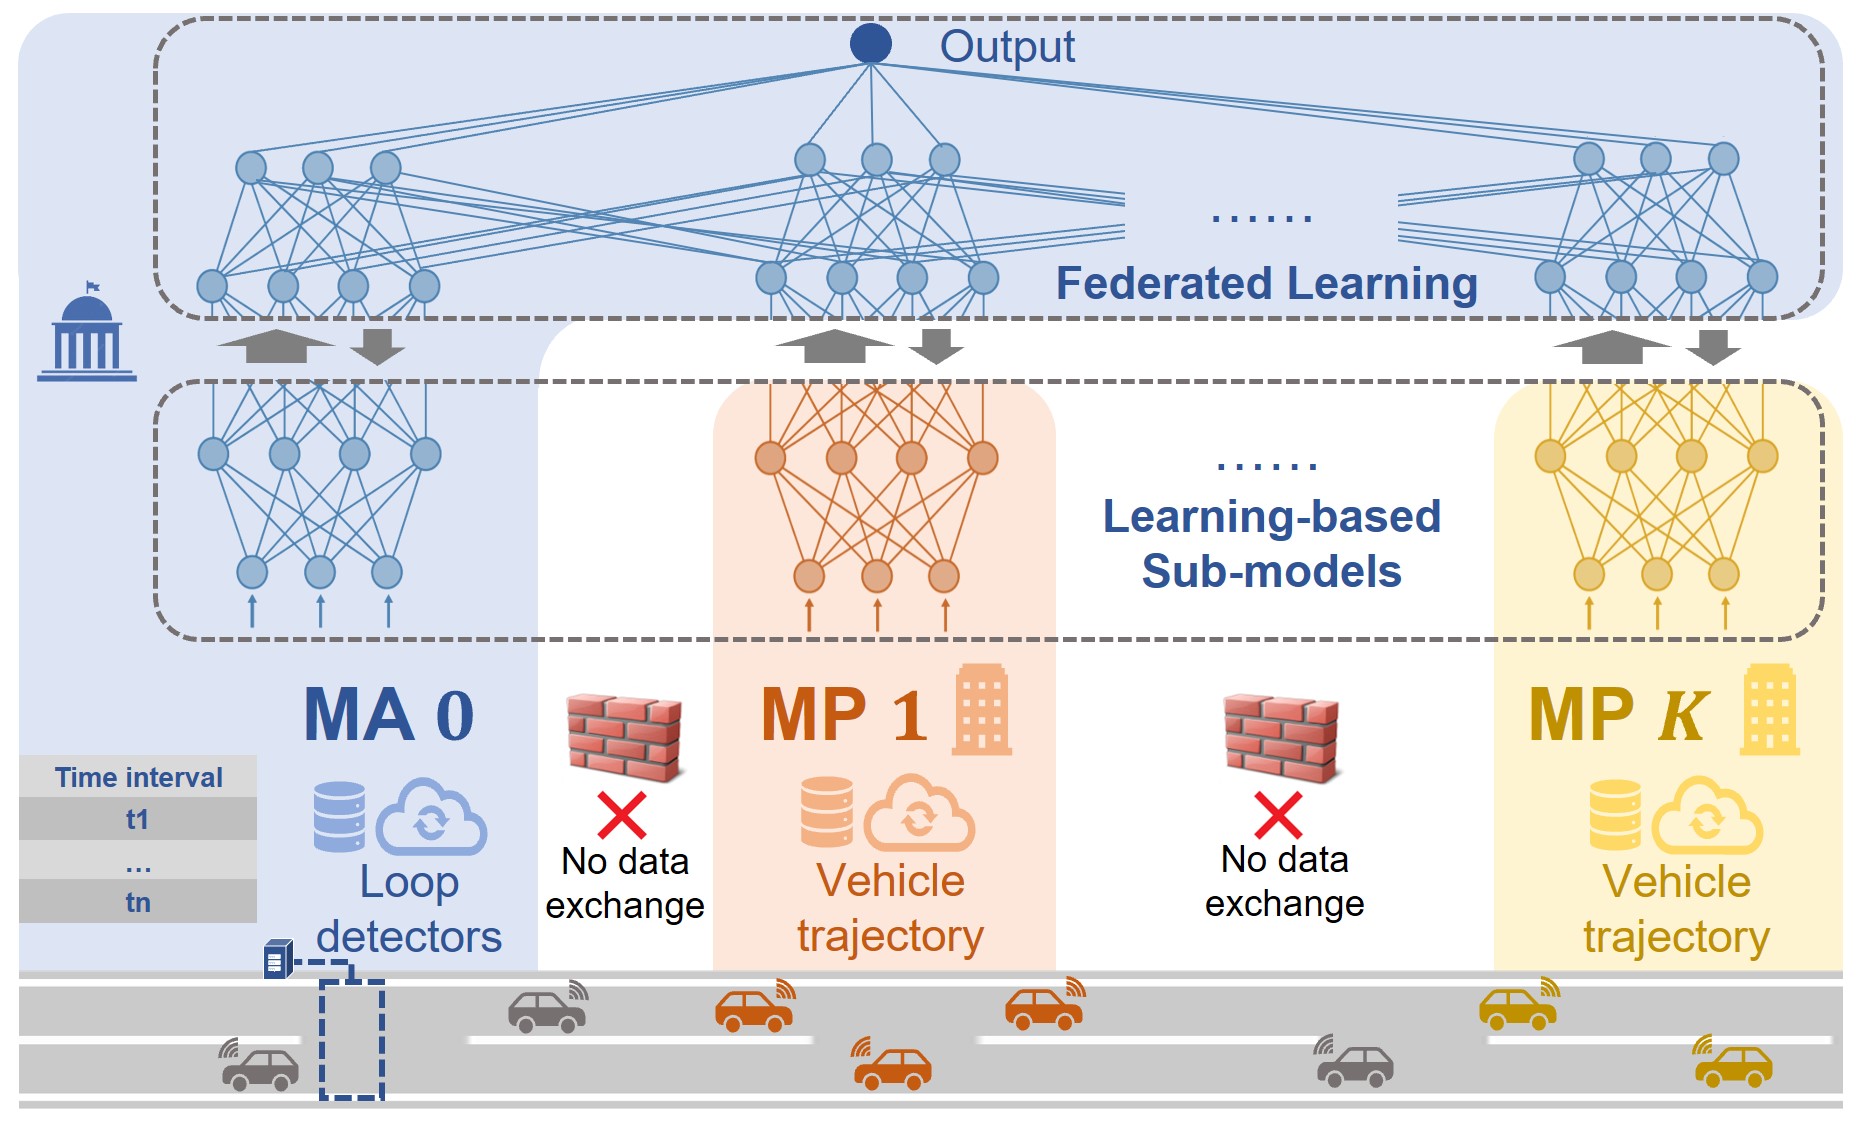 Output
......
Federated Learning
......
Learning-based
Sub-models
MA 0
MP 1
MP K
Time interval
t1
...
tn
Loop
detectors
No data
exchange
Vehicle
trajectory
No data
exchange
Vehicle
trajectory